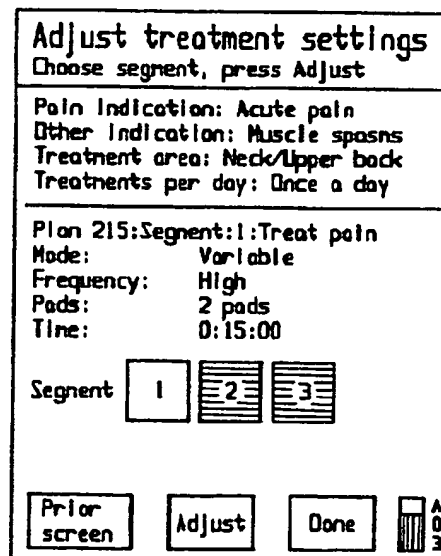 Adjust treatment settings
Choose segment, press Adjust
Pain Indication: Acute pain
Other Indication: Muscle spasms
Treatment area: Neck/Upper back
Treatments per day: Once a day
Plan 215:Segment:1:Treat pain
Mode: Variable
Frequency: High
Pads: 2 pads
Time: 0:15:00
Segment 1 2 3
Prior screen
Adjust
Done